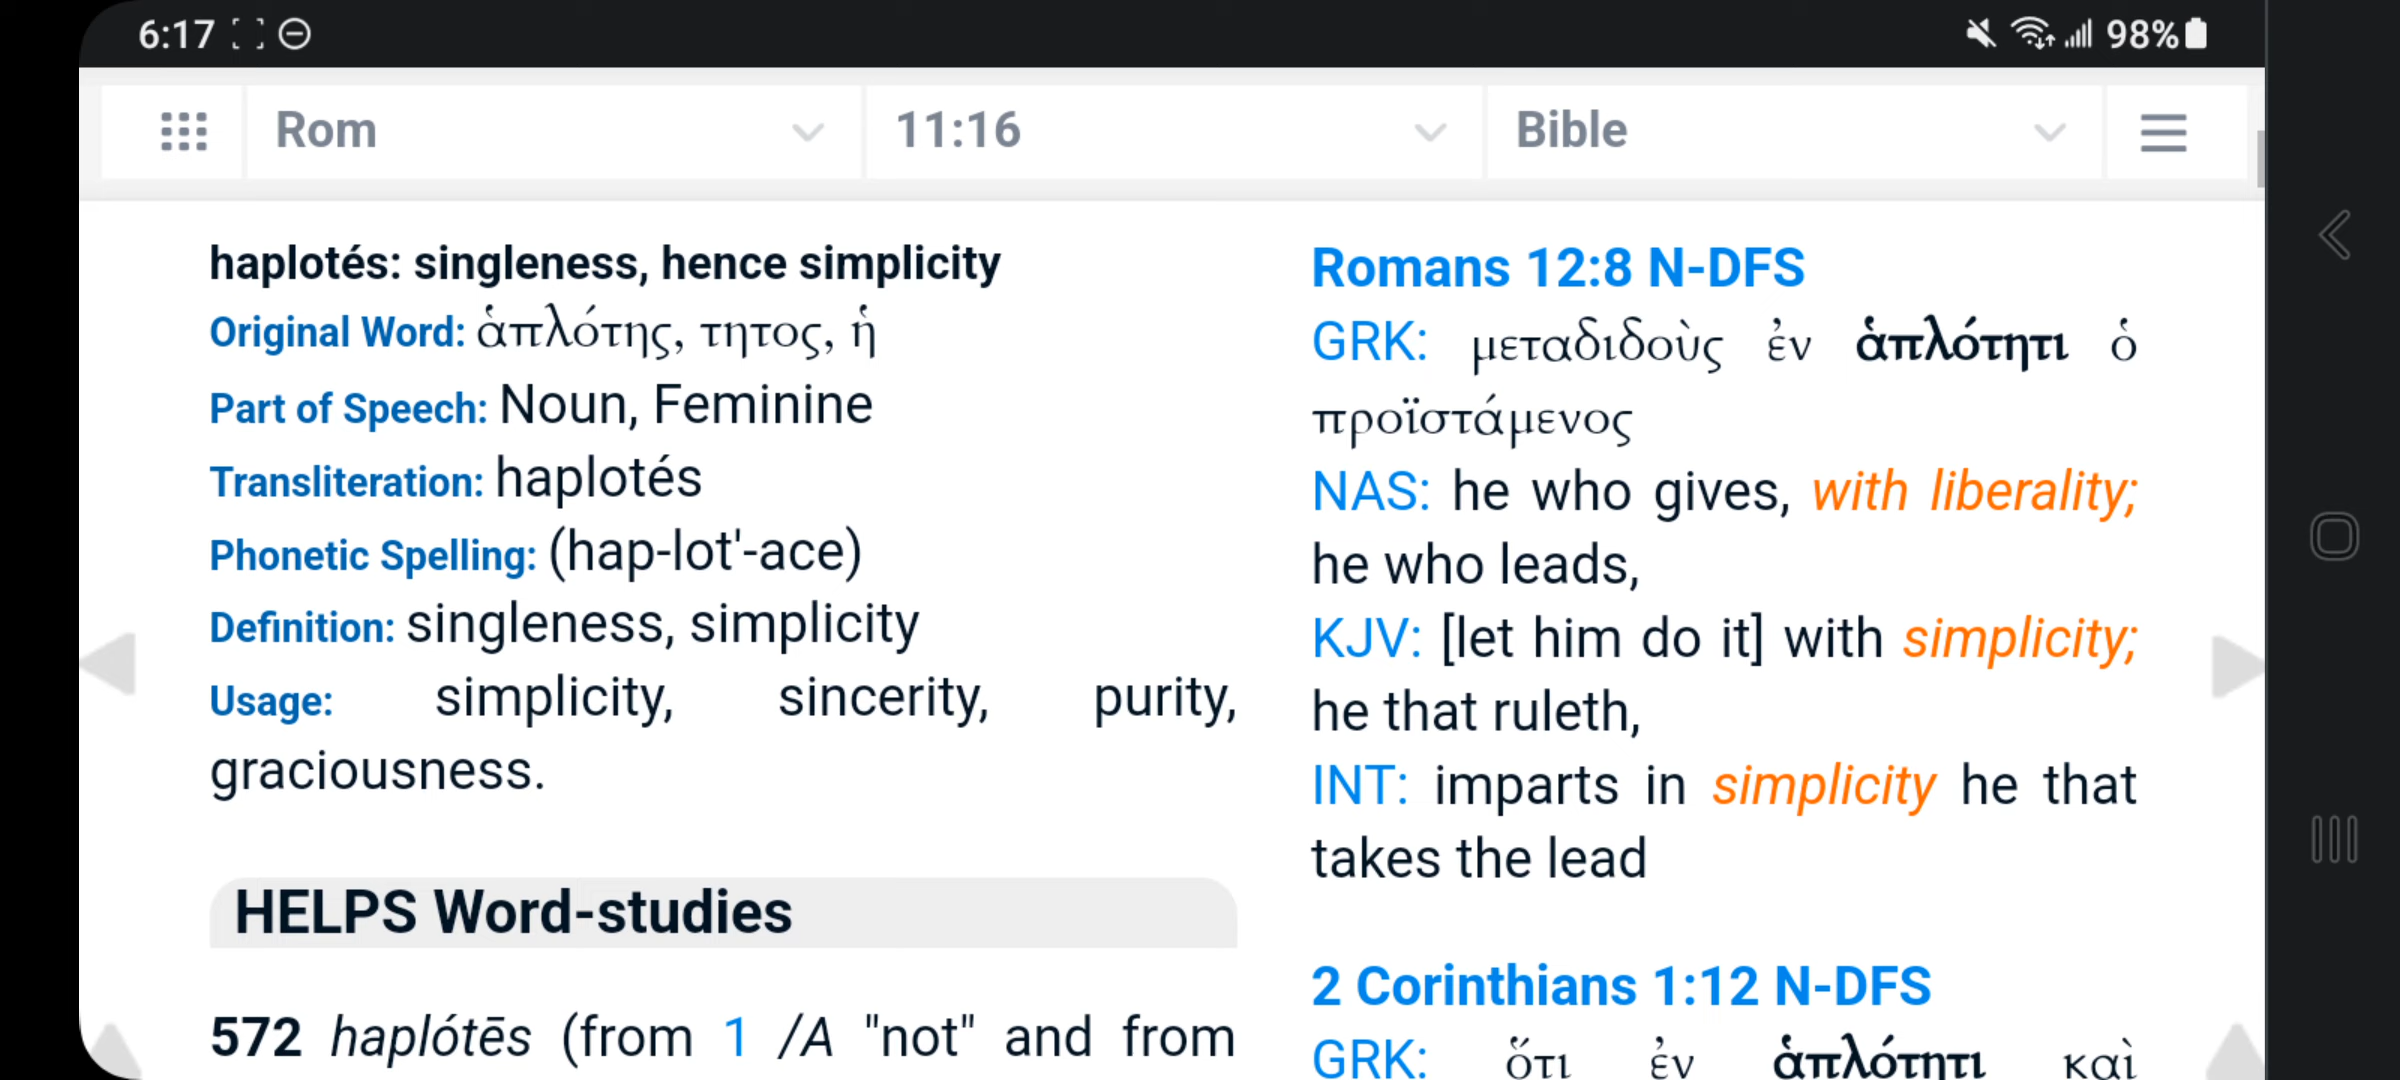 6:17
98%
Rom
11:16
Bible
haplotés: singleness, hence simplicity
Original Word: ἁπλότης, τητος, ἡ
Part of Speech: Noun, Feminine
Transliteration: haplotés
Phonetic Spelling: (hap-lot'-ace)
Definition: singleness, simplicity
Usage: simplicity, sincerity, purity,
graciousness.
HELPS Word-studies
572 haplótēs (from 1 /A "not" and from
Romans 12:8 N-DFS
GRK: μεταδιδοὺς ἐν ἁπλότητι ὁ
προϊστάμενος
NAS: he who gives, with liberality;
he who leads,
KJV: [let him do it] with simplicity;
he that ruleth,
INT: imparts in simplicity he that
takes the lead
2 Corinthians 1:12 N-DFS
GRK: ὅτι ἐν ἁπλότητι καὶ